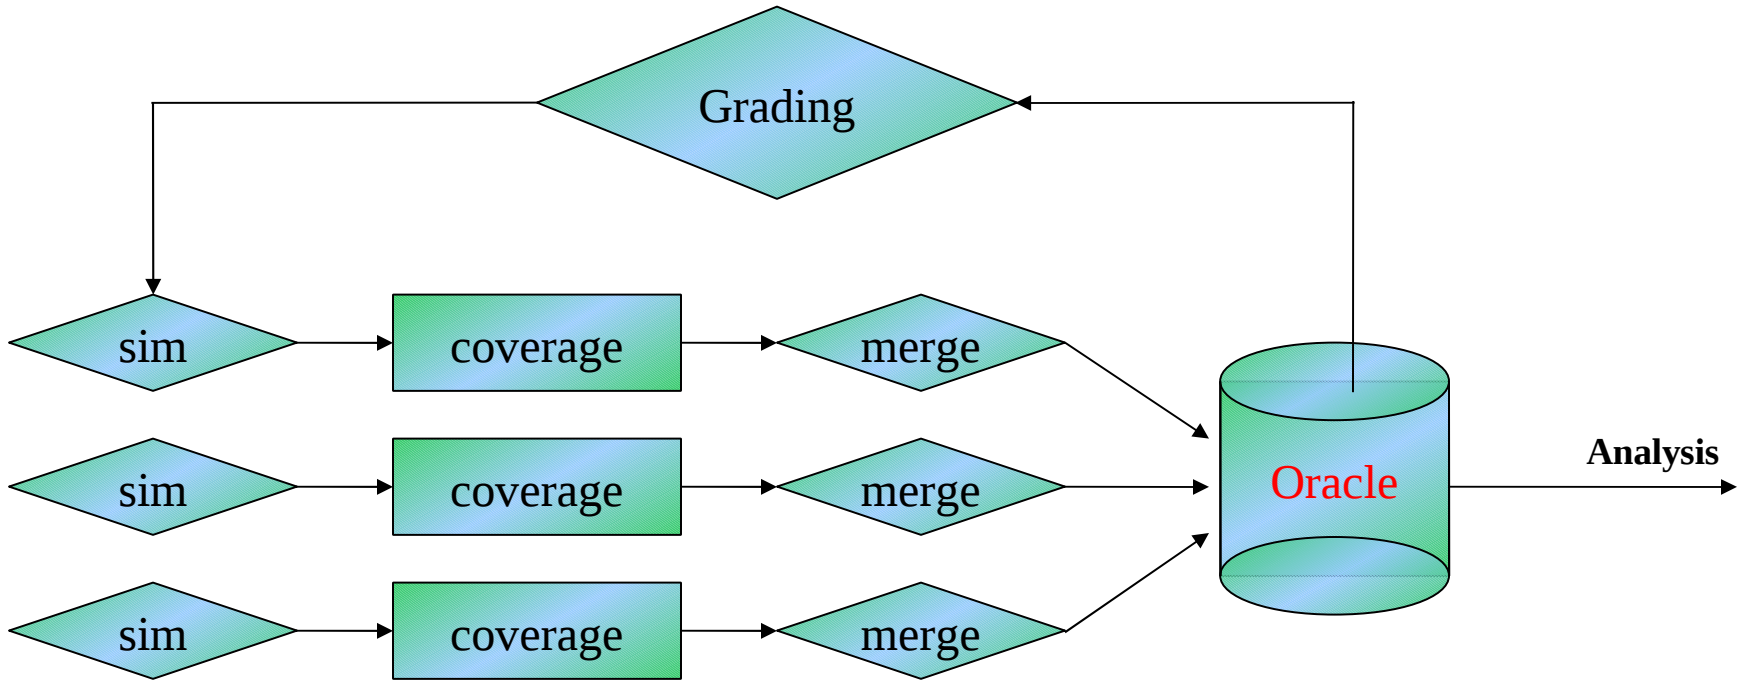 Grading
sim
coverage
merge
sim
coverage
merge
Oracle
Analysis
sim
coverage
merge